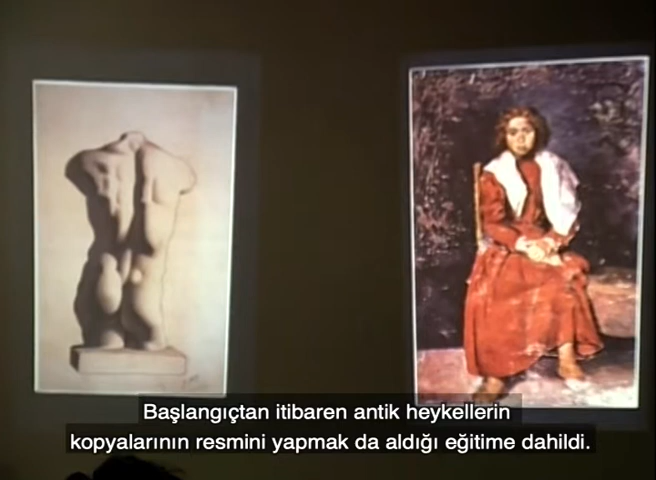 Başlangıçtan itibaren antik heykellerin
kopyalarının resmini yapmak da aldığı eğitime dahildi.